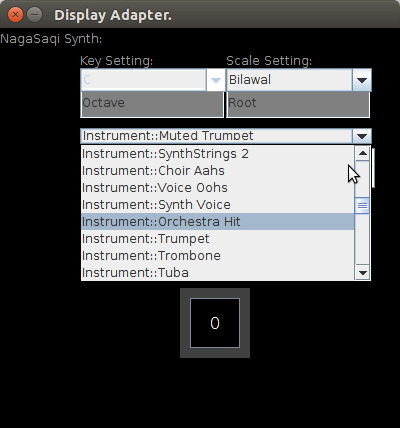 Display Adapter.
NagaSaqi Synth:
Key Setting: Scale Setting:
C Bilawal
Octave Root
Instrument::Muted Trumpet
Instrument::SynthStrings 2
Instrument::Choir Aahs
Instrument::Voice Oohs
Instrument::Synth Voice
Instrument::Orchestra Hit
Instrument::Trumpet
Instrument::Trombone
Instrument::Tuba
0